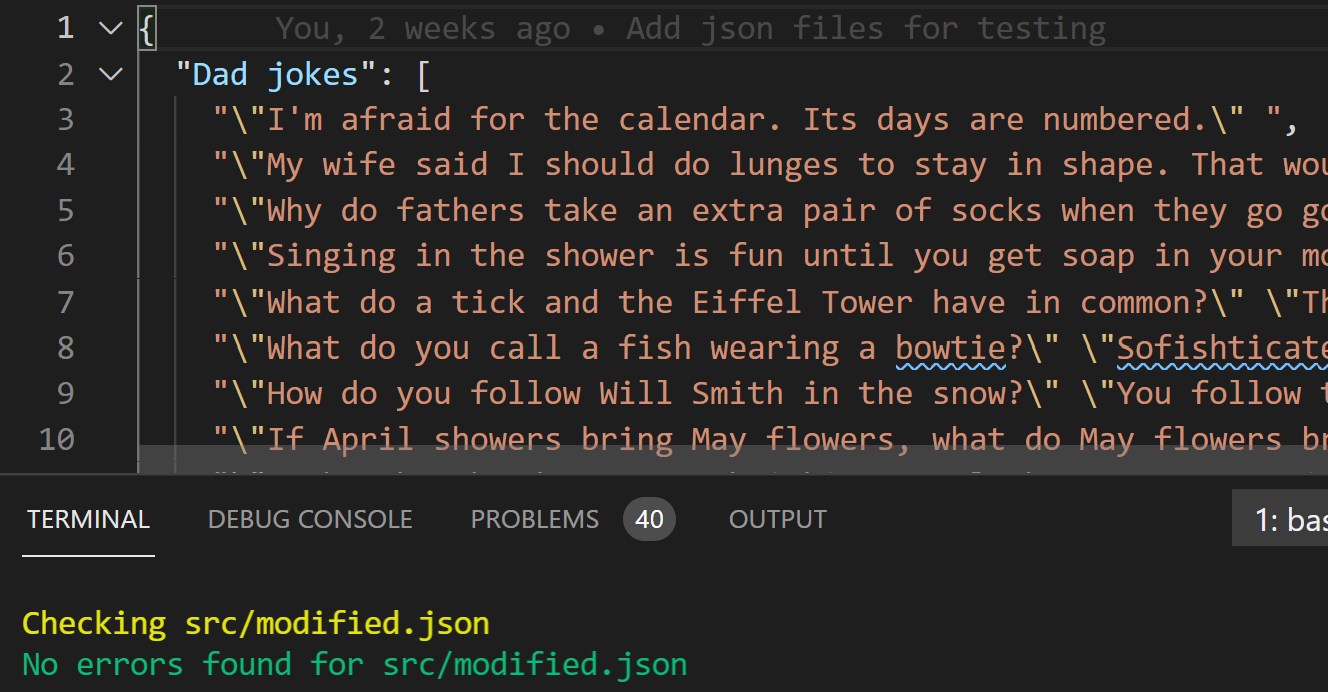 1 { You, 2 weeks ago • Add json files for testing
2 "Dad jokes": [
3 "\"I'm afraid for the calendar. Its days are numbered.\" ",
4 "\"My wife said I should do lunges to stay in shape. That
5 "\"Why do fathers take an extra pair of socks when they go
6 "\"Singing in the shower is fun until you get soap in your
7 "\"What do a tick and the Eiffel Tower have in common?\" \"
8 "\"What do you call a fish wearing a bowtie?\" \"Sofishticate
9 "\"How do you follow Will Smith in the snow?\" \"You follow
10 "\"If April showers bring May flowers, what do May flowers
TERMINAL DEBUG CONSOLE PROBLEMS 40 OUTPUT 1: bas
Checking src/modified.json
No errors found for src/modified.json